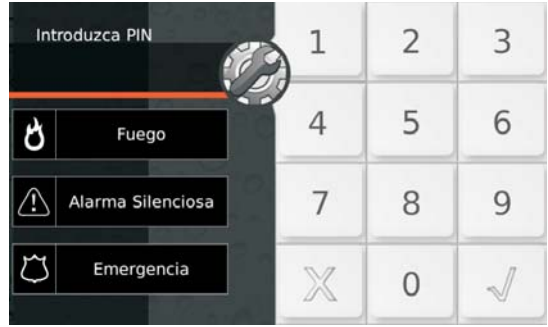 Introduzca PIN
Fuego
Alarma Silenciosa
Emergencia
1 2 3
4 5 6
7 8 9
X 0 √